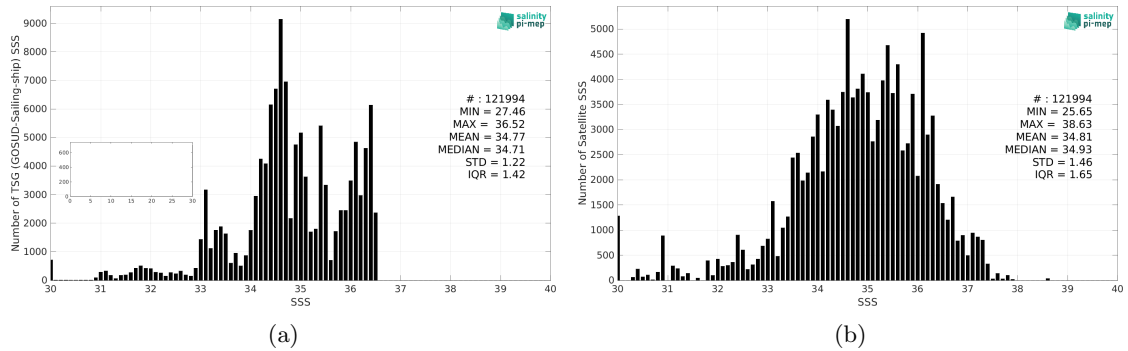 salinity
pi-mep
Number of TSG (GOSUD-Sailing-ship) SSS
9000
8000
7000
6000
5000
4000
3000
2000
1000
0
# : 121994
MIN = 27.46
MAX = 36.52
MEAN = 34.77
MEDIAN = 34.71
STD = 1.22
IQR = 1.42
600
400
200
0
0 5 10 15 20 25 30
30 31 32 33 34 35 36 37 38 39 40
SSS
(a)
salinity
pi-mep
Number of Satellite SSS
5000
4500
4000
3500
3000
2500
2000
1500
1000
500
0
# : 121994
MIN = 25.65
MAX = 38.63
MEAN = 34.81
MEDIAN = 34.93
STD = 1.46
IQR = 1.65
30 31 32 33 34 35 36 37 38 39 40
SSS
(b)